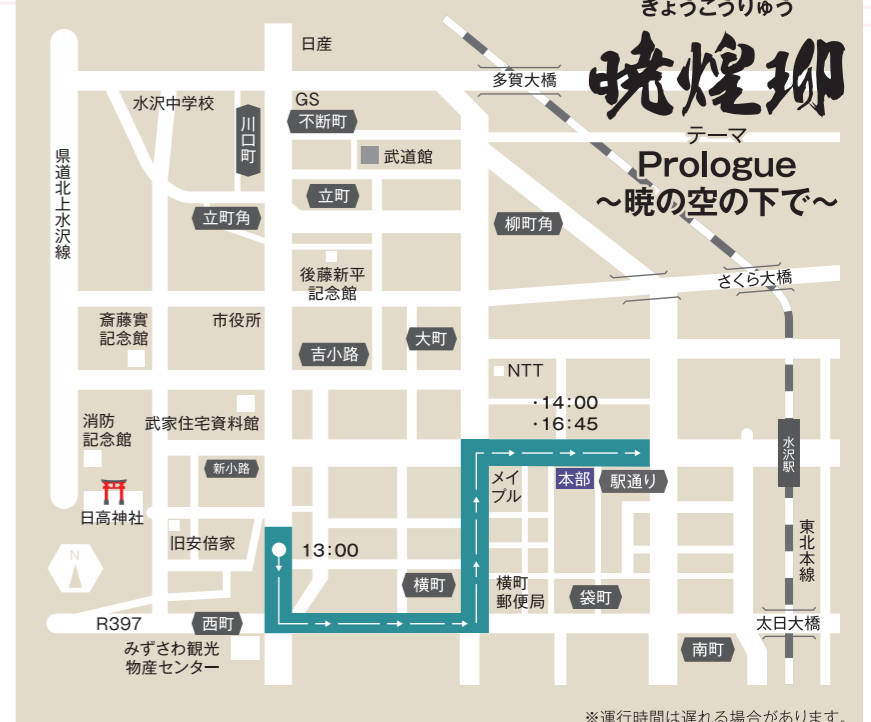 きょうこうりゅう
暁煌珋
テーマ
Prologue
〜暁の空の下で〜
日産
多賀大橋
水沢中学校
GS
川口町
不断町
武道館
県道北上水沢線
立町
立町角
柳町角
後藤新平
記念館
さくら大橋
斎藤實
記念館
市役所
大町
吉小路
NTT
・14:00
・16:45
消防
記念館
武家住宅資料館
水沢駅
新小路
メイ
プル
本部
駅通り
日高神社
旧安倍家
13:00
東北本線
N
横町
横町
郵便局
袋町
R397
西町
太日大橋
みずさわ観光
物産センター
南町
※運行時間は遅れる場合があります。